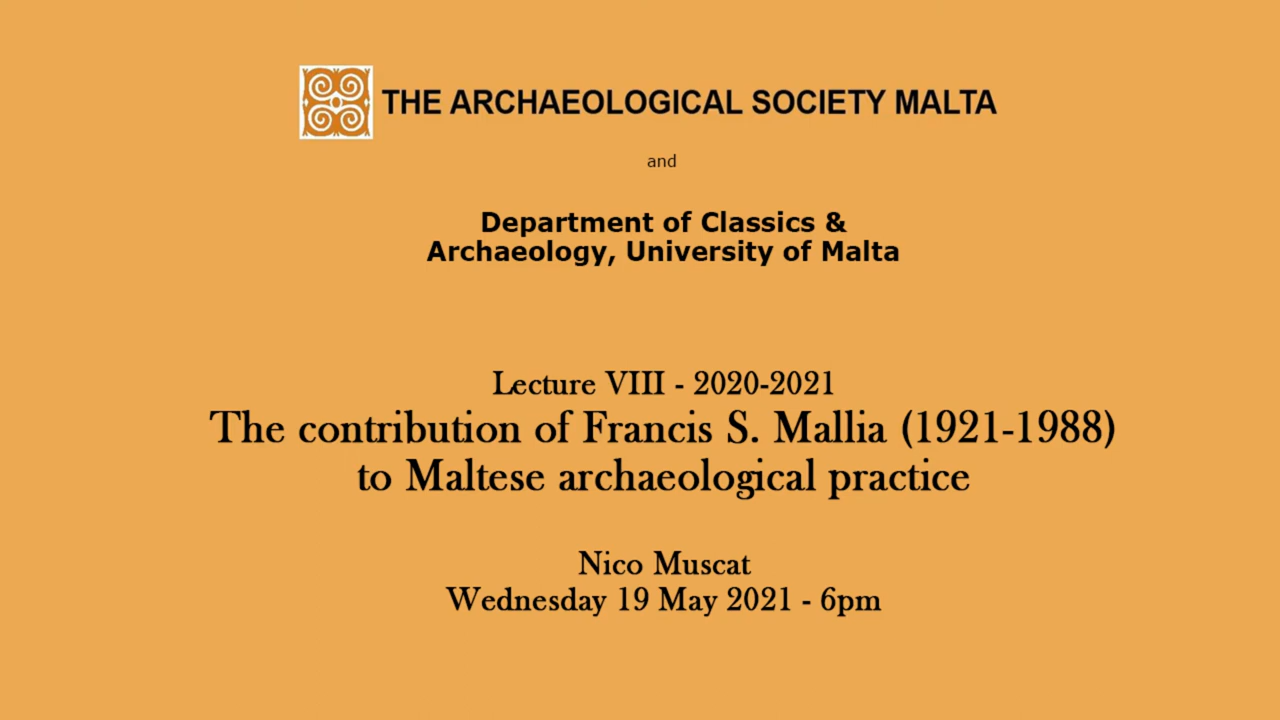 THE ARCHAEOLOGICAL SOCIETY MALTA
and
Department of Classics &
Archaeology, University of Malta
Lecture VIII - 2020-2021
The contribution of Francis S. Mallia (1921-1988)
to Maltese archaeological practice
Nico Muscat
Wednesday 19 May 2021 - 6pm